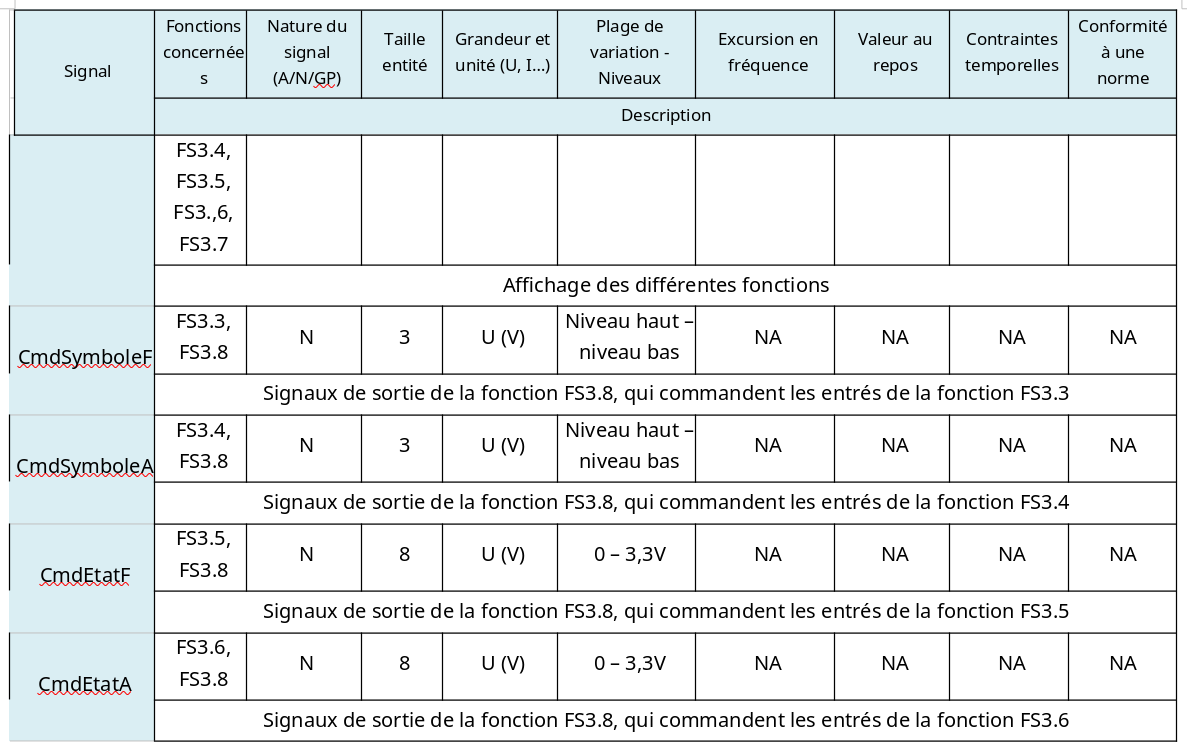 Signal
Fonctions
concernée
s
Nature du
signal
(A/N/GP)
Taille
entité
Grandeur et
unité (U, I...)
Plage de
variation -
Niveaux
Excursion en
fréquence
Valeur au
repos
Contraintes
temporelles
Conformité
à une
norme
Description
FS3.4,
FS3.5,
FS3.,6,
FS3.7
Affichage des différentes fonctions
CmdSymboleF
FS3.3,
FS3.8
N
3
U (V)
Niveau haut –
niveau bas
NA
NA
NA
NA
Signaux de sortie de la fonction FS3.8, qui commandent les entrés de la fonction FS3.3
CmdSymboleA
FS3.4,
FS3.8
N
3
U (V)
Niveau haut –
niveau bas
NA
NA
NA
NA
Signaux de sortie de la fonction FS3.8, qui commandent les entrés de la fonction FS3.4
CmdEtatF
FS3.5,
FS3.8
N
8
U (V)
0 – 3,3V
NA
NA
NA
NA
Signaux de sortie de la fonction FS3.8, qui commandent les entrés de la fonction FS3.5
CmdEtatA
FS3.6,
FS3.8
N
8
U (V)
0 – 3,3V
NA
NA
NA
NA
Signaux de sortie de la fonction FS3.8, qui commandent les entrés de la fonction FS3.6